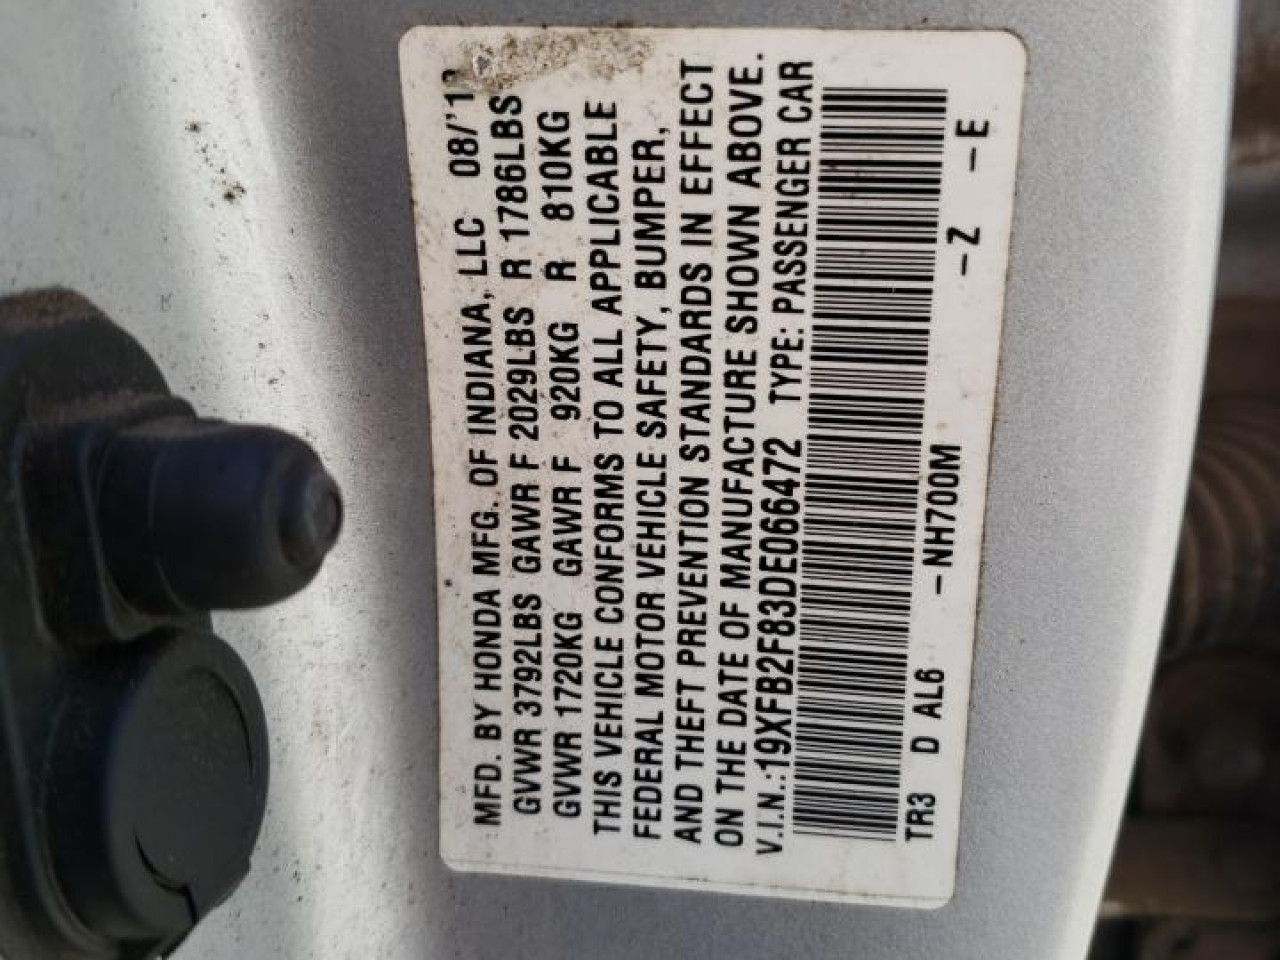 MFD. BY HONDA MFG. OF INDIANA, LLC
GVWR 3792LBS GAWR F 2029LBS R 1786LBS
GVWR 1720KG GAWR F 920KG R 810KG
THIS VEHICLE CONFORMS TO ALL APPLICABLE
FEDERAL MOTOR VEHICLE SAFETY, BUMPER,
AND THEFT PREVENTION STANDARDS IN EFFECT
ON THE DATE OF MANUFACTURE SHOWN ABOVE.
V.I.N.:19XFB2F83DE066472 TYPE: PASSENGER CAR
TR3 D AL6 -NH700M -Z -E